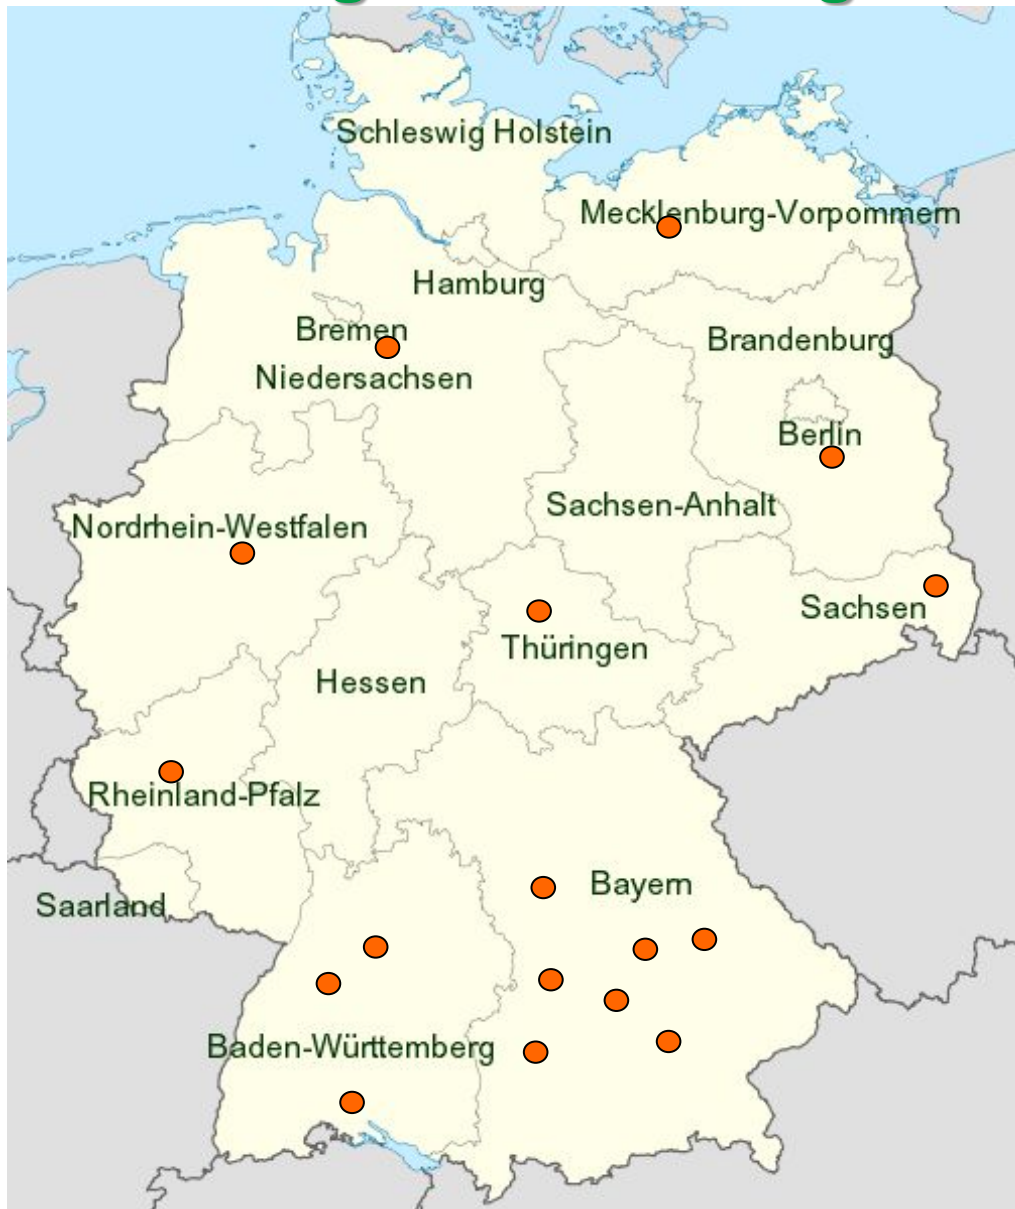 Schleswig Holstein
Mecklenburg-Vorpommern
Hamburg
Bremen
Brandenburg
Niedersachsen
Berlin
Sachsen-Anhalt
Nordrhein-Westfalen
Sachsen
Thüringen
Hessen
Rheinland-Pfalz
Bayern
Saarland
Baden-Württemberg